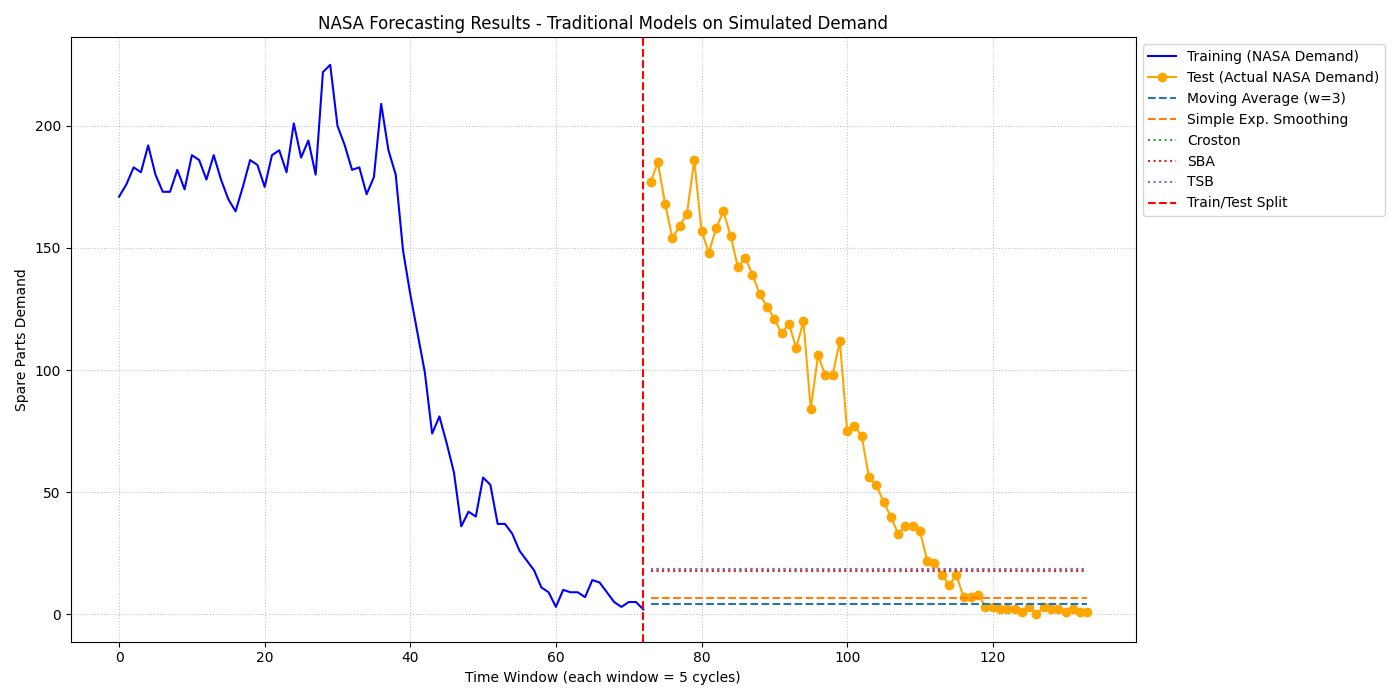 NASA Forecasting Results - Traditional Models on Simulated Demand
Training (NASA Demand)
Test (Actual NASA Demand)
Moving Average (w=3)
Simple Exp. Smoothing
Croston
SBA
TSB
Train/Test Split
Spare Parts Demand
200
150
100
50
0
0 20 40 60 80 100 120
Time Window (each window = 5 cycles)